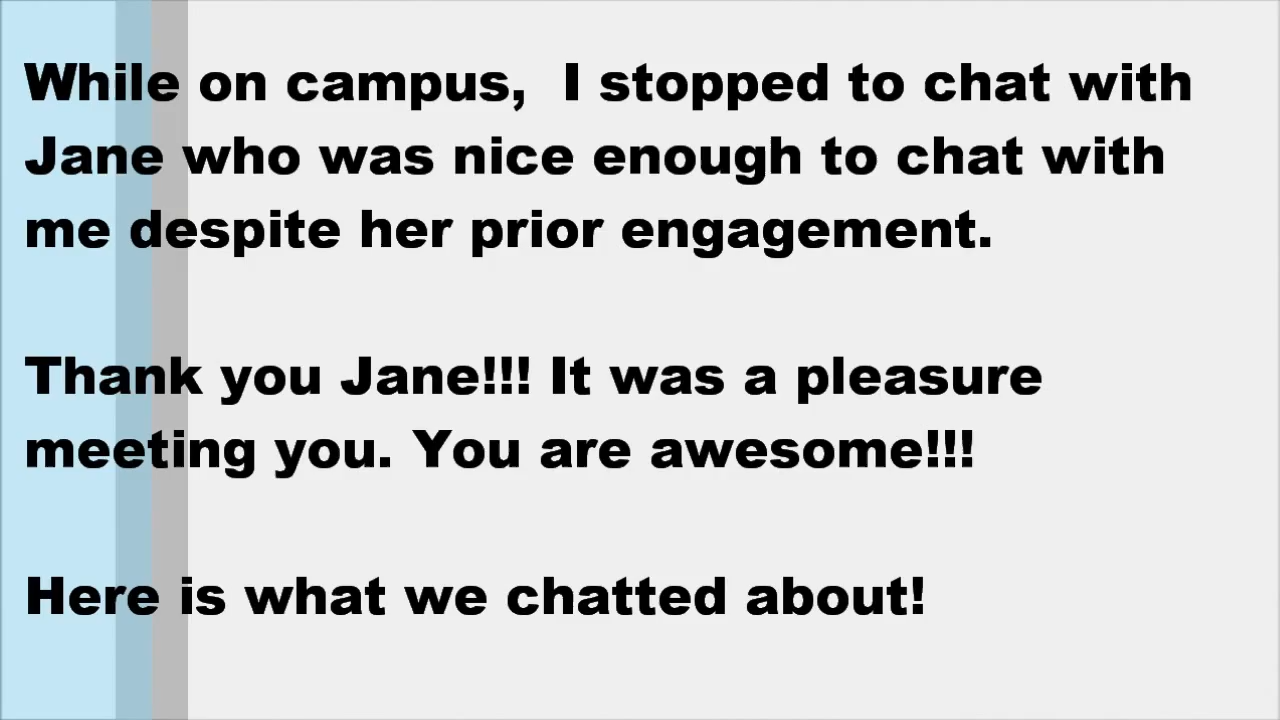 While on campus,  I stopped to chat with
Jane who was nice enough to chat with
me despite her prior engagement.
Thank you Jane!!! It was a pleasure
meeting you. You are awesome!!!
Here is what we chatted about!